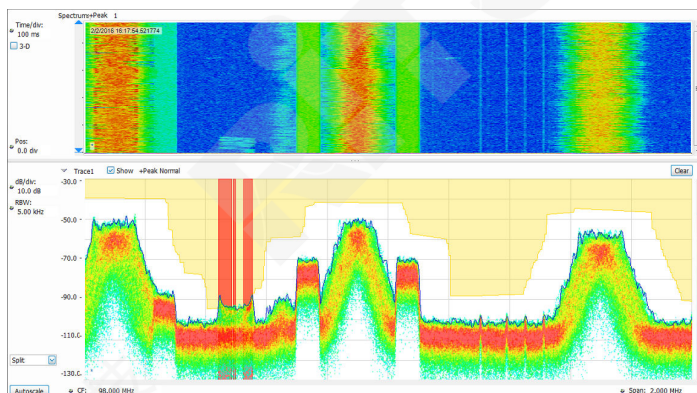 Spectrums+Peak 1
Time/div:
100 ms
3-D
2/2/2016 16:17:54.521774
Pos:
0.0 div
Trace1 Show +Peak Normal Clear
dB/div:
10.0 dB
RBW:
5.00 kHz
-30.0
-50.0
-70.0
-90.0
-110.0
-130.0
Split
Autoscale CF: 98.000 MHz Span: 2.000 MHz